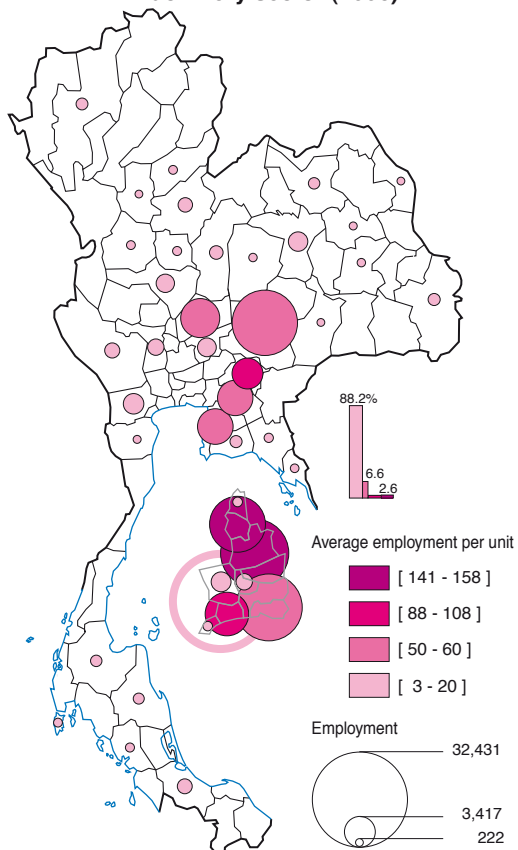 88.2%
6.6
2.6
Average employment per unit
[ 141 - 158 ]
[ 88 - 108 ]
[ 50 - 60 ]
[ 3 - 20 ]
Employment
32,431
3,417
222